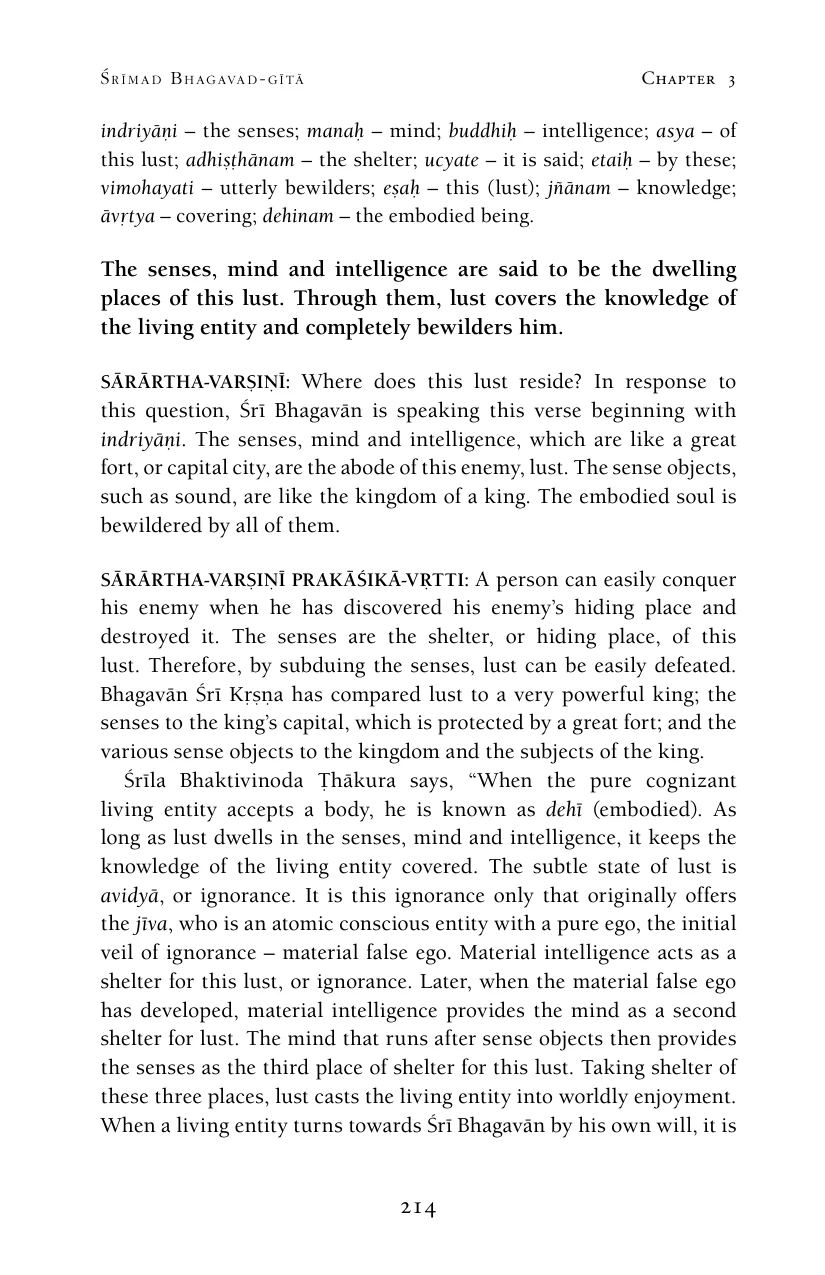 Śrīmad Bhagavad-gītā Chapter 3
indriyāṇi – the senses; manaḥ – mind; buddhiḥ – intelligence; asya – of
this lust; adhiṣṭhānam – the shelter; ucyate – it is said; etaiḥ – by these;
vimohayati – utterly bewilders; eṣaḥ – this (lust); jñānam – knowledge;
āvṛtya – covering; dehinam – the embodied being.
The senses, mind and intelligence are said to be the dwelling
places of this lust. Through them, lust covers the knowledge of
the living entity and completely bewilders him.
SĀRĀRTHA-VARṢIṆĪ: Where does this lust reside? In response to
this question, Śrī Bhagavān is speaking this verse beginning with
indriyāṇi. The senses, mind and intelligence, which are like a great
fort, or capital city, are the abode of this enemy, lust. The sense objects,
such as sound, are like the kingdom of a king. The embodied soul is
bewildered by all of them.
SĀRĀRTHA-VARṢIṆĪ PRAKĀŚIKĀ-VṚTTI: A person can easily conquer
his enemy when he has discovered his enemy’s hiding place and
destroyed it. The senses are the shelter, or hiding place, of this
lust. Therefore, by subduing the senses, lust can be easily defeated.
Bhagavān Śrī Kṛṣṇa has compared lust to a very powerful king; the
senses to the king’s capital, which is protected by a great fort; and the
various sense objects to the kingdom and the subjects of the king.
Śrīla Bhaktivinoda Ṭhākura says, “When the pure cognizant
living entity accepts a body, he is known as dehī (embodied). As
long as lust dwells in the senses, mind and intelligence, it keeps the
knowledge of the living entity covered. The subtle state of lust is
avidyā, or ignorance. It is this ignorance only that originally offers
the jīva, who is an atomic conscious entity with a pure ego, the initial
veil of ignorance – material false ego. Material intelligence acts as a
shelter for this lust, or ignorance. Later, when the material false ego
has developed, material intelligence provides the mind as a second
shelter for lust. The mind that runs after sense objects then provides
the senses as the third place of shelter for this lust. Taking shelter of
these three places, lust casts the living entity into worldly enjoyment.
When a living entity turns towards Śrī Bhagavān by his own will, it is
214